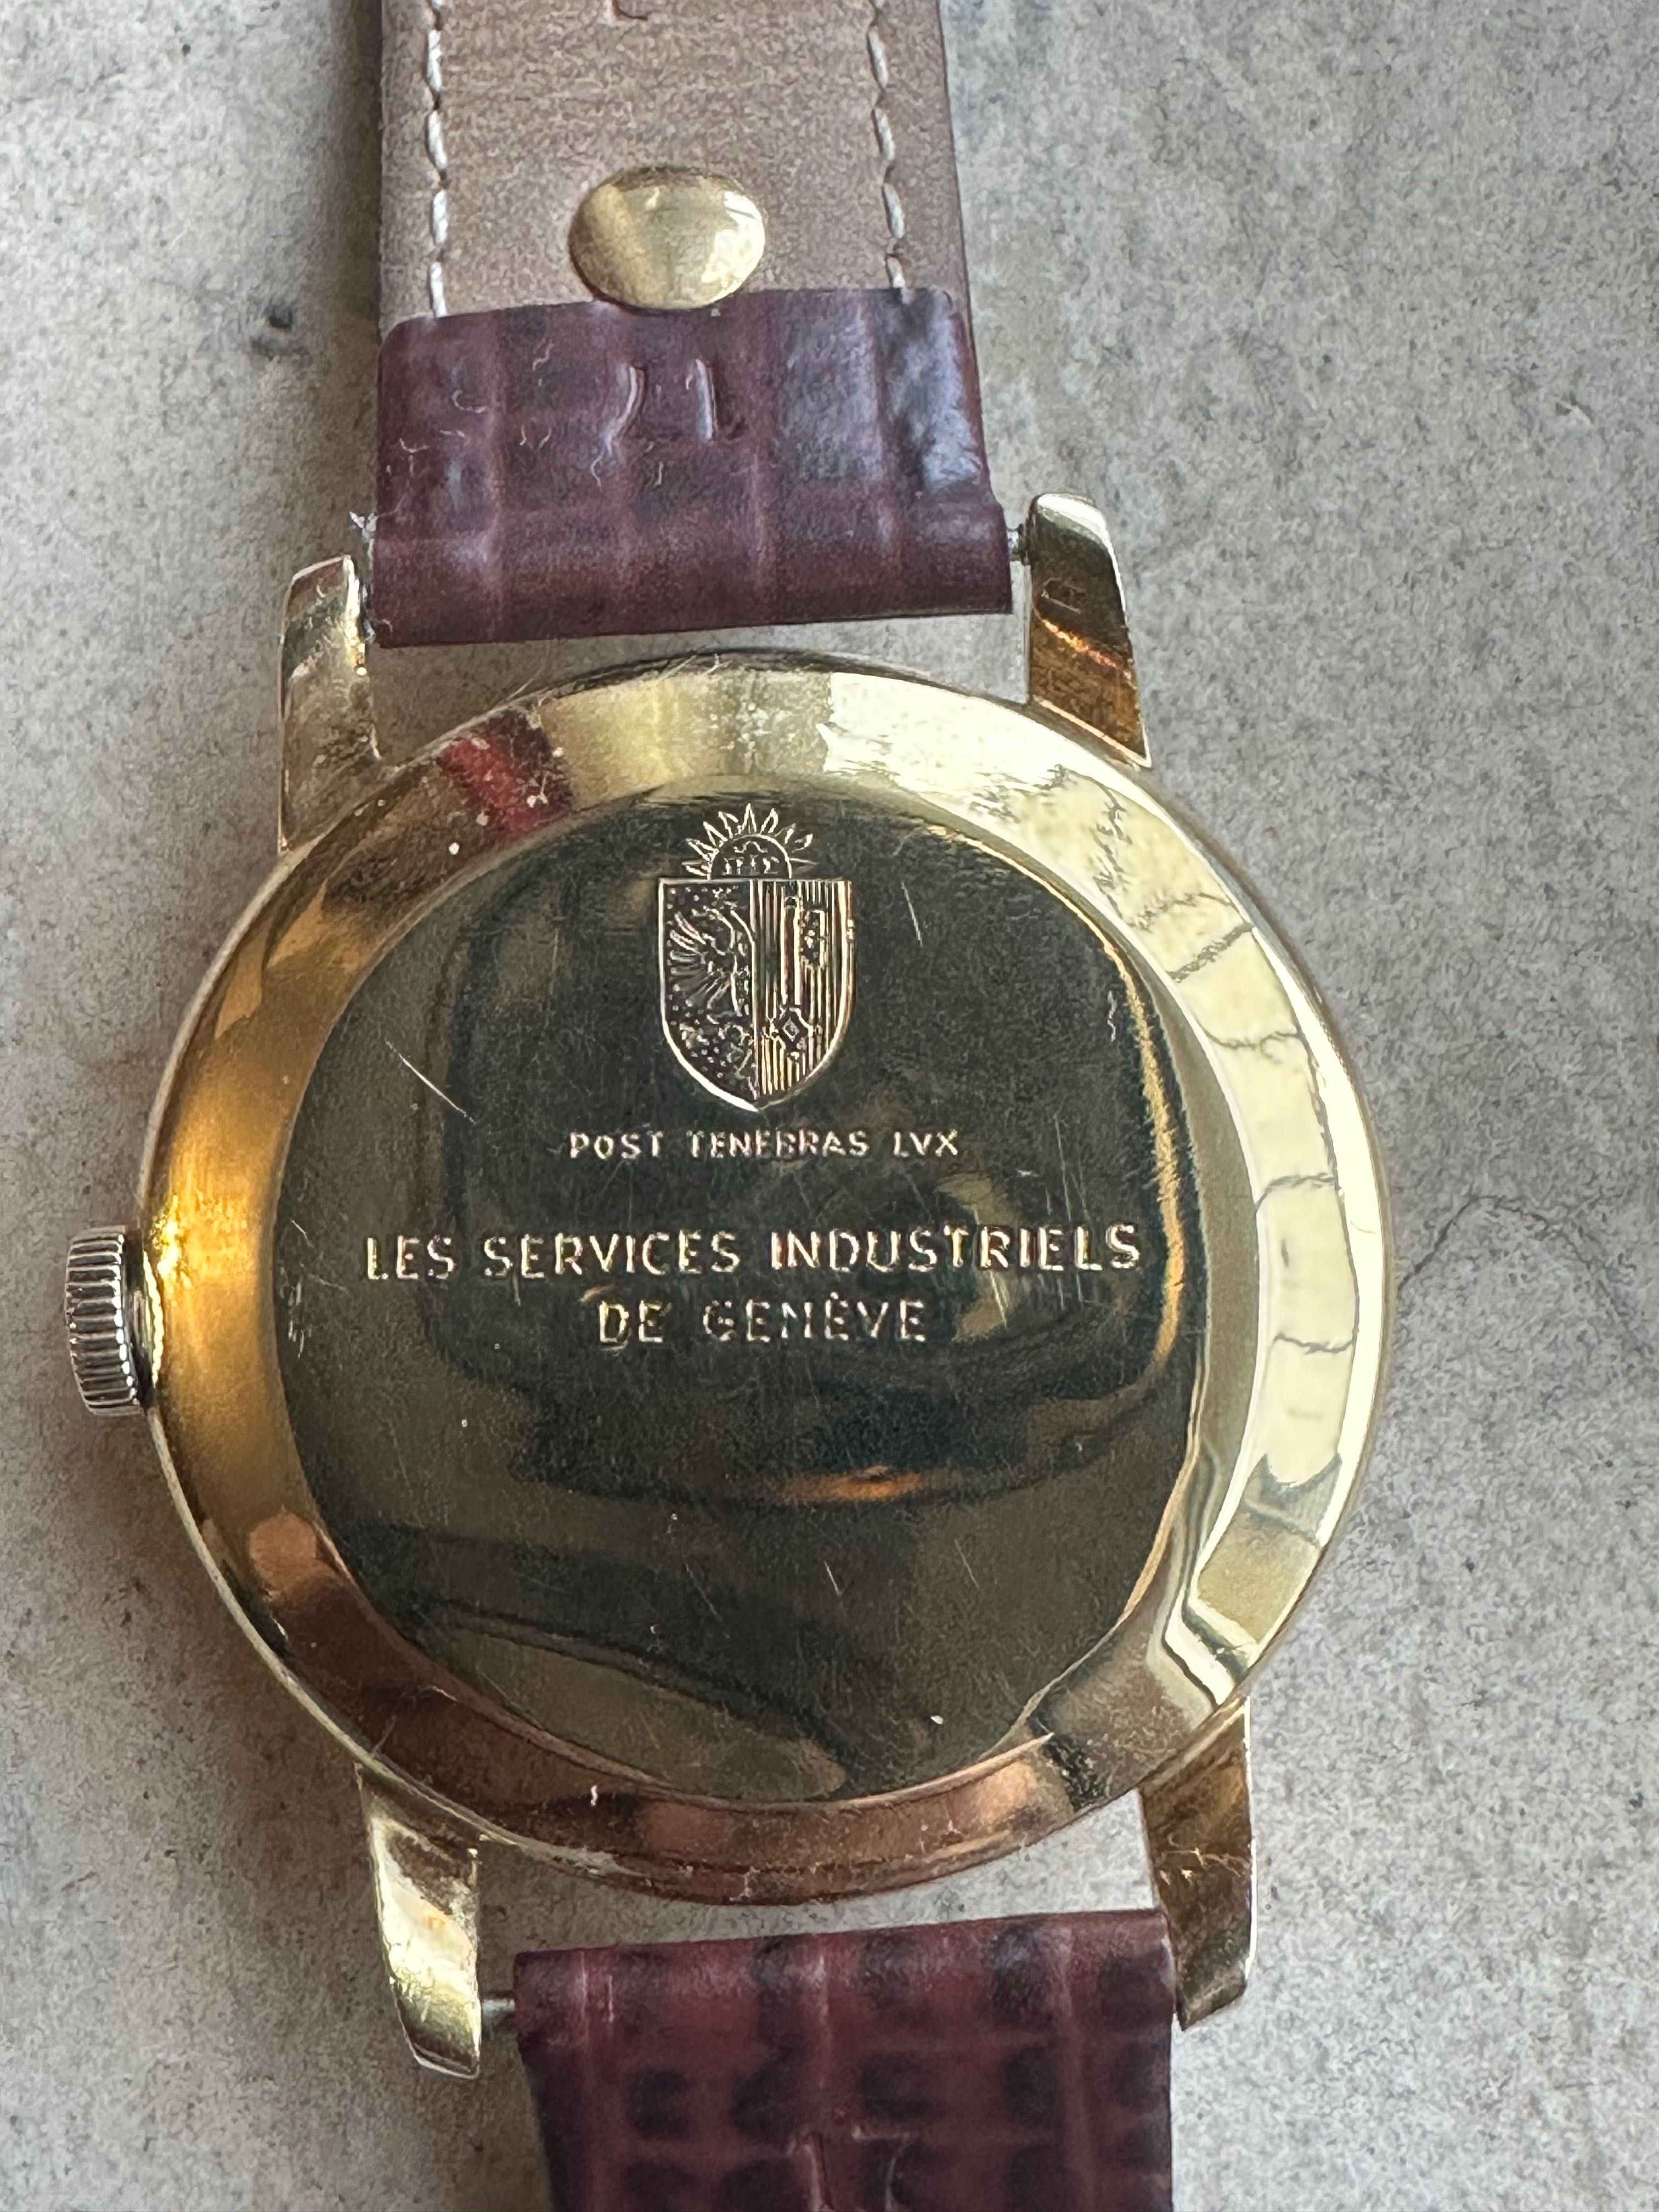 POST TENEBRAS LVX
LES SERVICES INDUSTRIELS
DE GENÈVE